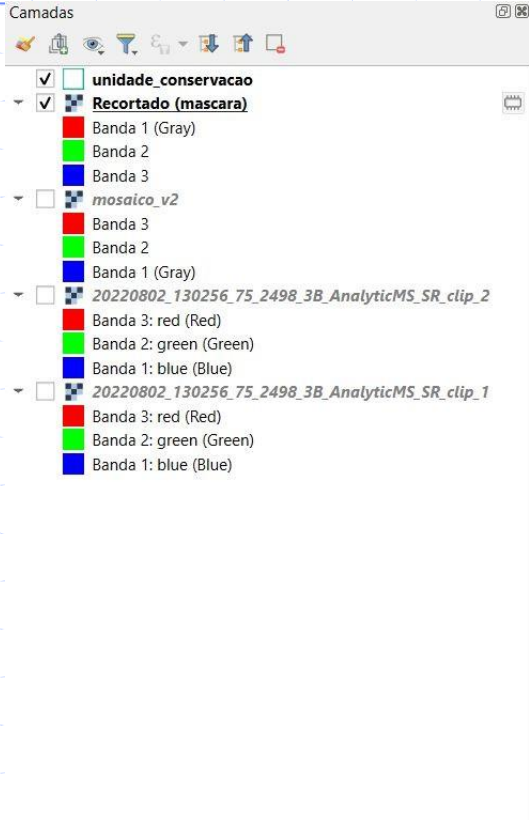 Camadas
unidade_conservacao
Recortado (mascara)
Banda 1 (Gray)
Banda 2
Banda 3
mosaico_v2
Banda 3
Banda 2
Banda 1 (Gray)
20220802_130256_75_2498_3B_AnalyticMS_SR_clip_2
Banda 3: red (Red)
Banda 2: green (Green)
Banda 1: blue (Blue)
20220802_130256_75_2498_3B_AnalyticMS_SR_clip_1
Banda 3: red (Red)
Banda 2: green (Green)
Banda 1: blue (Blue)